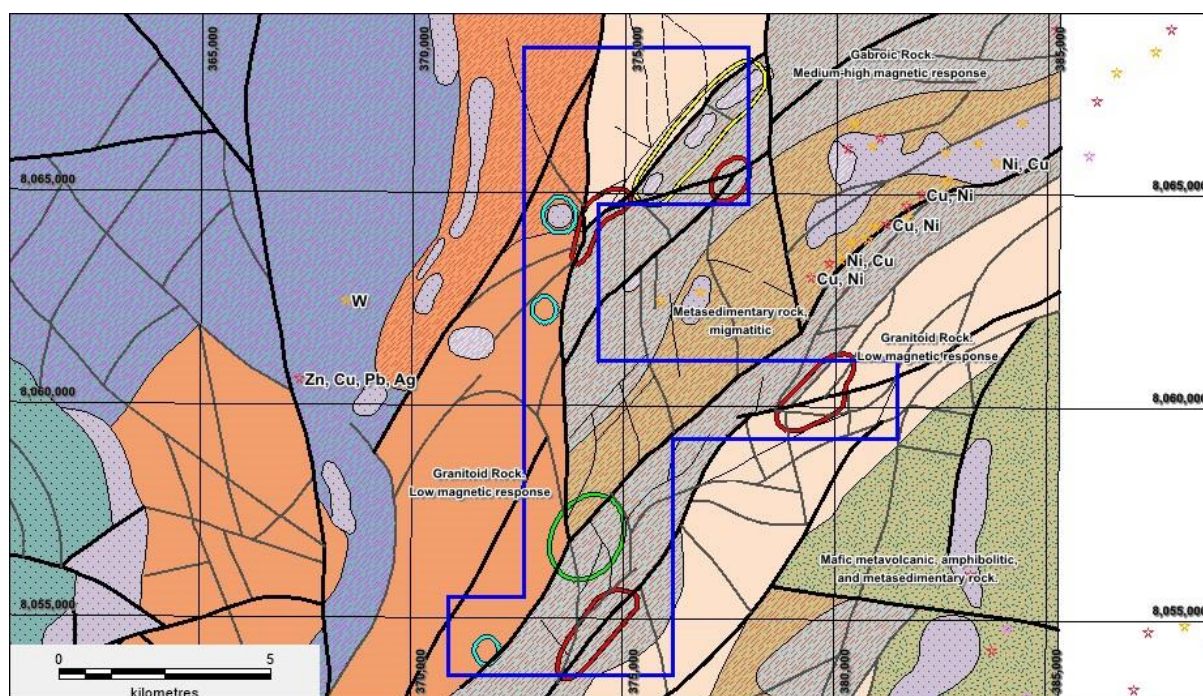 365,000
370,000
375,000
385,000
Gabroic Rock.
Medium-high magnetic response
8,065,000
8,065,000
Ni, Cu
Cu, Ni
Cu, Ni
Ni, Cu
Cu, Ni
W
Metasedimentary rock,
migmatitic
Granitoid Rock.
Low magnetic response
Zn, Cu, Pb, Ag
8,060,000
8,060,000
Granitoid Rock.
Low magnetic response
Mafic metavolcanic, amphibolitic,
and metasedimentary rock.
8,055,000
8,055,000
0
5
kilometres
370,000
375,000
380,000
385,000